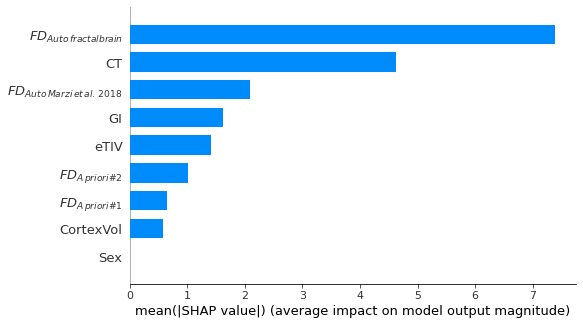 FD_Auto fractalbrain
CT
FD_Auto Marzi et al. 2018
GI
eTIV
FD_A priori#2
FD_A priori#1
CortexVol
Sex
0 1 2 3 4 5 6 7
mean(|SHAP value|) (average impact on model output magnitude)